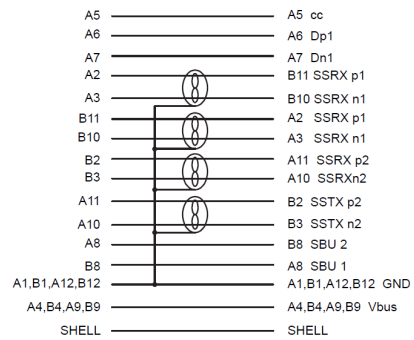 A5 A5 cc
A6 A6 Dp1
A7 A7 Dn1
A2 B11 SSRX p1
A3 B10 SSRX n1
B11 A2 SSRX p1
B10 A3 SSRX n1
B2 A11 SSRX p2
B3 A10 SSRXn2
A11 B2 SSTX p2
A10 B3 SSTX n2
A8 B8 SBU 2
B8 A8 SBU 1
A1,B1,A12,B12 A1,B1,A12,B12 GND
A4,B4,A9,B9 A4,B4,A9,B9 Vbus
SHELL SHELL